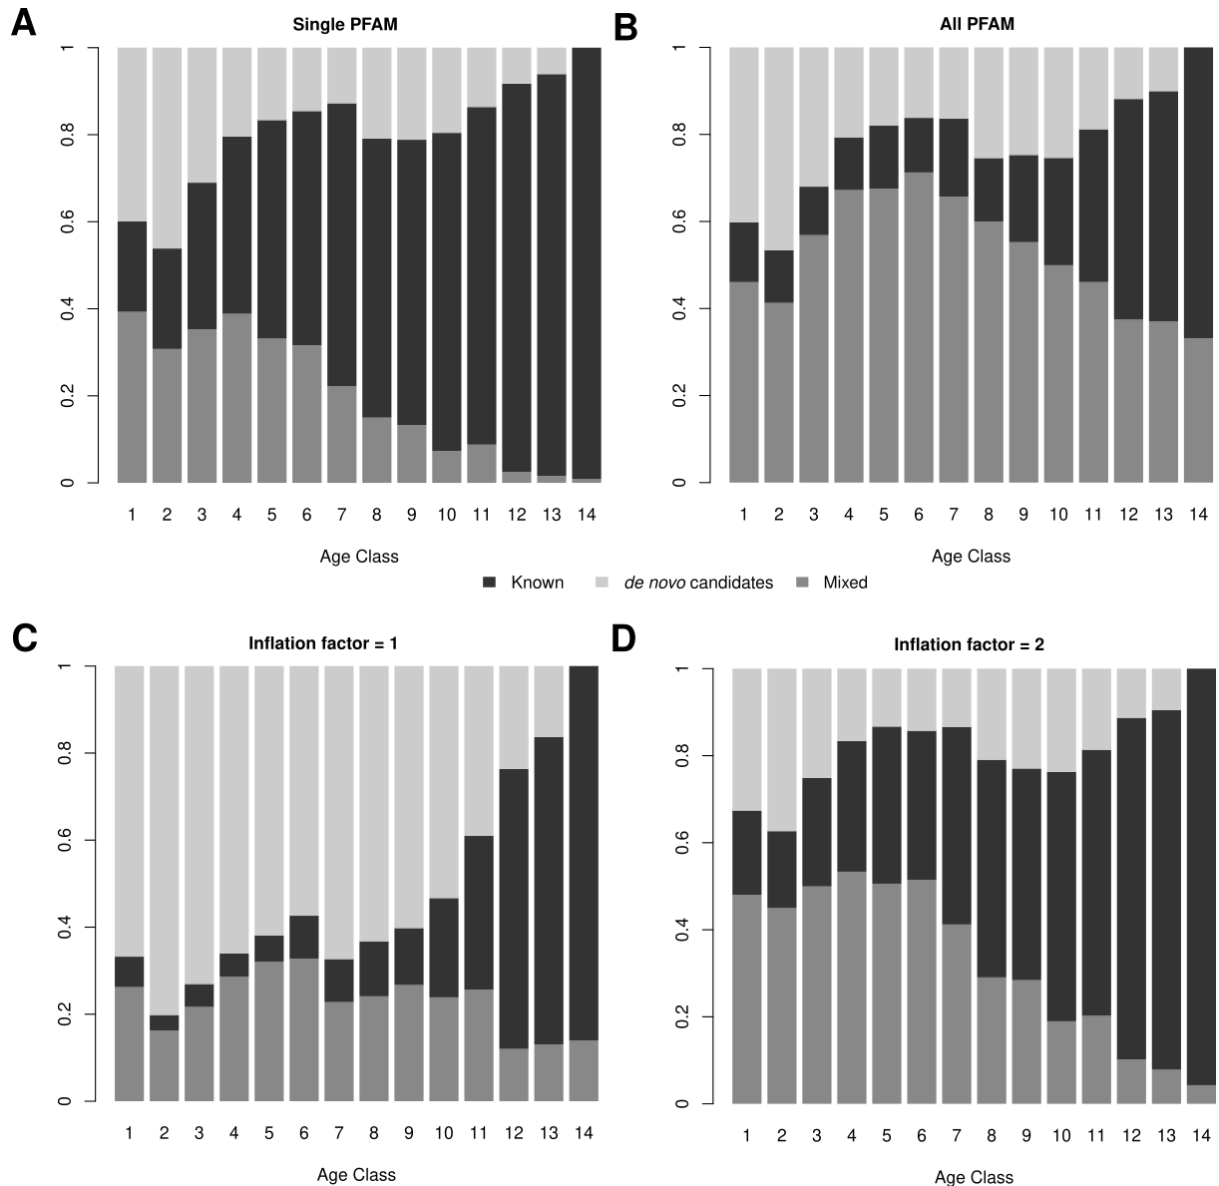 A
Single PFAM
1
0.8
0.6
0.4
0.2
0
1 2 3 4 5 6 7 8 9 10 11 12 13 14
Age Class
B
All PFAM
1
0.8
0.6
0.4
0.2
0
1 2 3 4 5 6 7 8 9 10 11 12 13 14
Age Class
Known de novo candidates Mixed
C
Inflation factor = 1
1
0.8
0.6
0.4
0.2
0
1 2 3 4 5 6 7 8 9 10 11 12 13 14
Age Class
D
Inflation factor = 2
1
0.8
0.6
0.4
0.2
0
1 2 3 4 5 6 7 8 9 10 11 12 13 14
Age Class